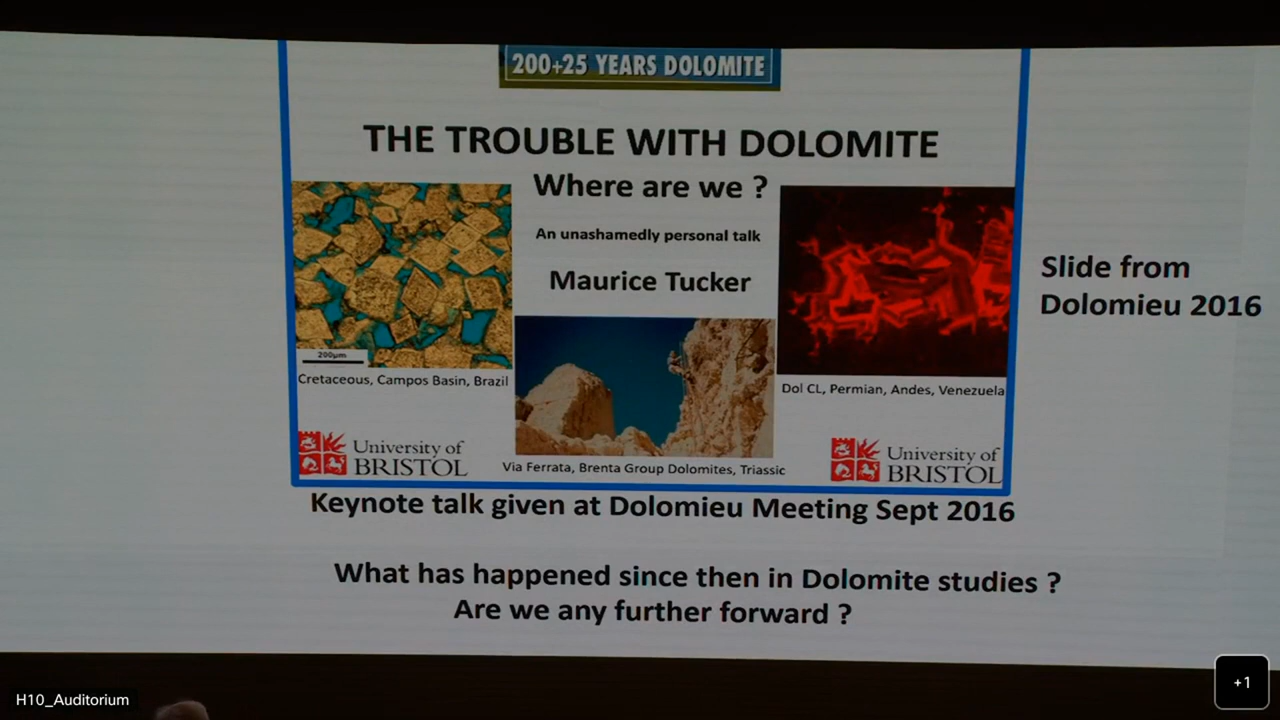 200+25 YEARS DOLOMITE
THE TROUBLE WITH DOLOMITE
Where are we ?
An unashamedly personal talk
Maurice Tucker
Slide from
Dolomieu 2016
200µm
Cretaceous, Campos Basin, Brazil
Dol CL, Permian, Andes, Venezuela
University of
BRISTOL
Via Ferrata, Brenta Group Dolomites, Triassic
University of
BRISTOL
Keynote talk given at Dolomieu Meeting Sept 2016
What has happened since then in Dolomite studies ?
Are we any further forward ?
H10_Auditorium
+1